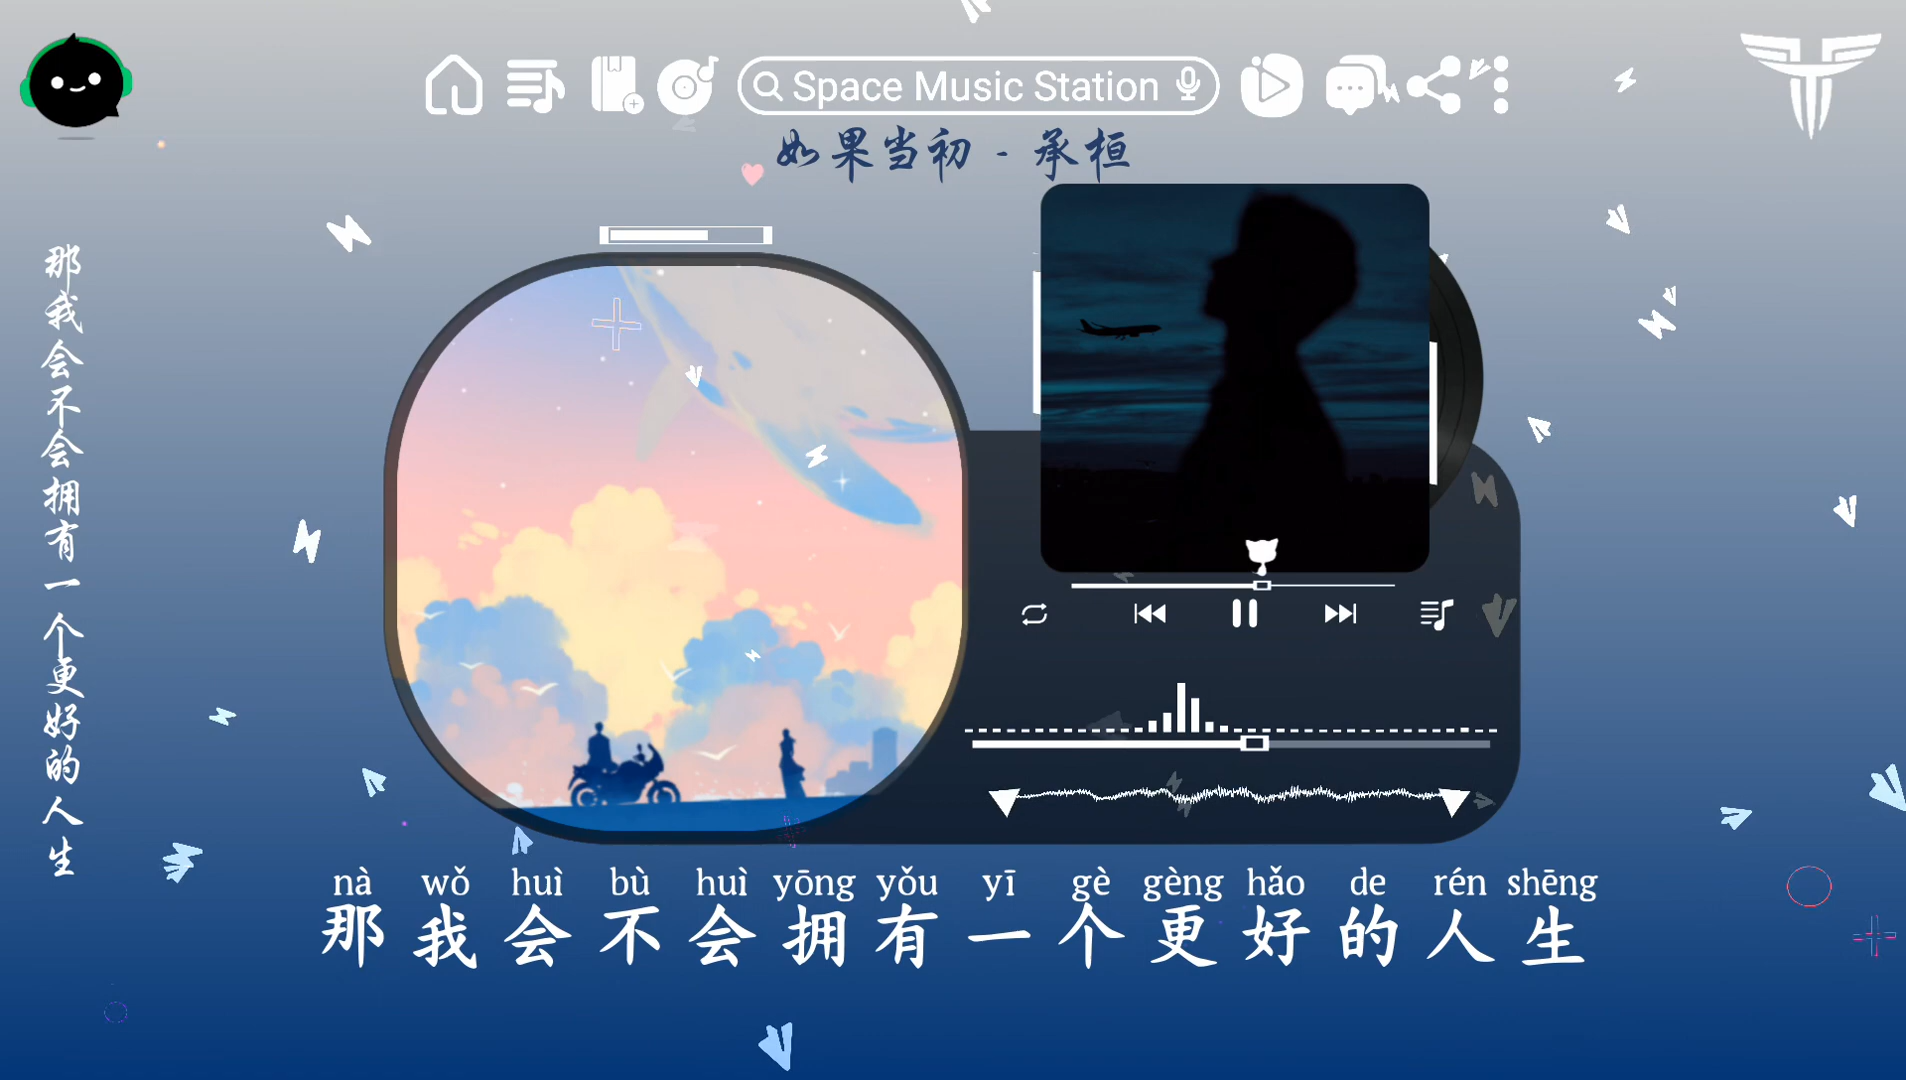 Space Music Station
如果当初 - 承桓
那我会不会拥有一个更好的人生
nà wǒ huì bù huì yōng yǒu yī gè gèng hǎo de rén shēng
那我会不会拥有一个更好的人生